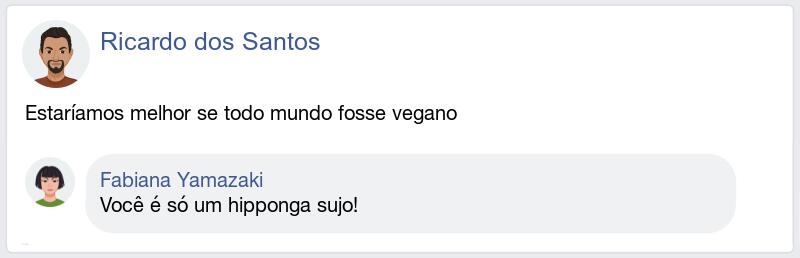 Ricardo dos Santos
Estaríamos melhor se todo mundo fosse vegano
Fabiana Yamazaki
Você é só um hipponga sujo!